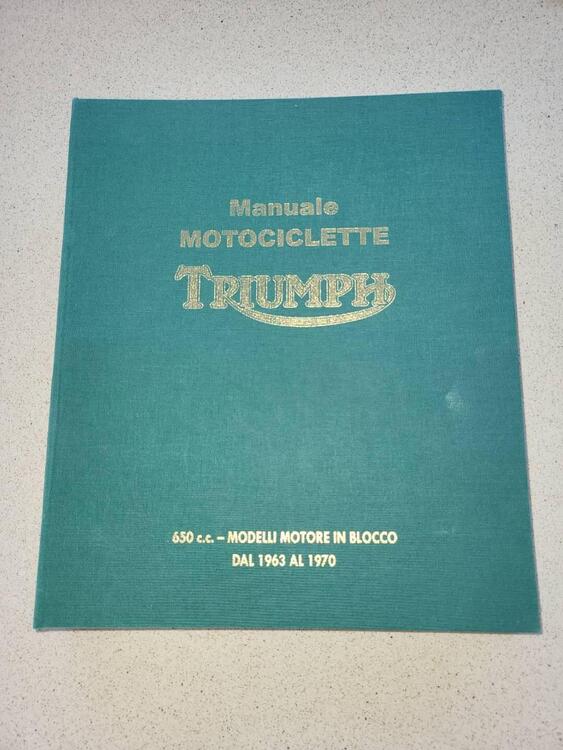 Manuale
MOTOCICLETTE
TRIUMPH
650 c.c. – MODELLI MOTORE IN BLOCCO
DAL 1963 AL 1970